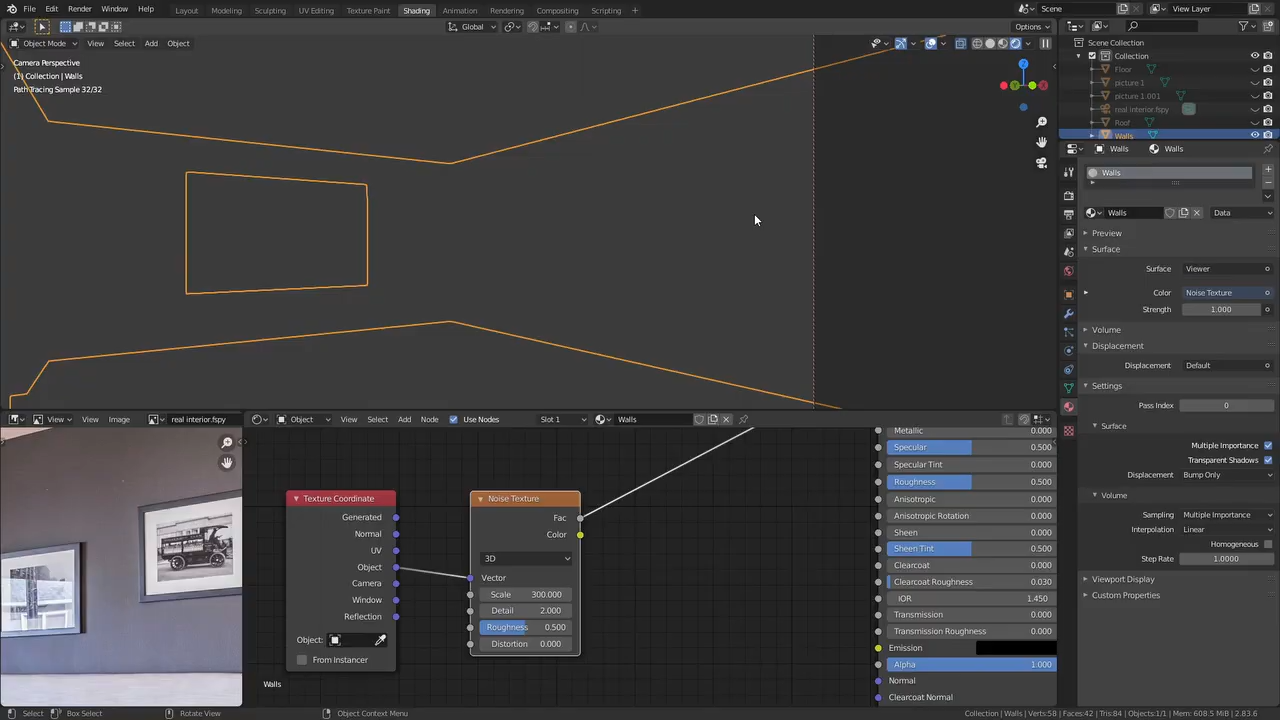 File Edit Render Window Help Layout Modeling Sculpting UV Editing Texture Paint Shading Animation Rendering Compositing Scripting + Scene View Layer
Global Options
Object Mode View Select Add Object
Camera Perspective
(1) Collection | Walls
Path Tracing Sample 32/32
Z
Y
Scene Collection
Collection
Floor
picture 1
picture 1.001
real interior.fspy
Roof
Walls
Walls Walls
Walls
Walls Data
Preview
Surface
Surface Viewer
Color Noise Texture
Strength 1.000
Volume
Displacement
Displacement Default
Settings
Pass Index 0
Surface
Multiple Importance
Transparent Shadows
Displacement Bump Only
Volume
Sampling Multiple Importance
Interpolation Linear
Homogeneous
Step Rate 1.0000
Viewport Display
Custom Properties
View View Image real interior.fspy
Object View Select Add Node Use Nodes Slot 1 Walls
Texture Coordinate
Generated
Normal
UV
Object
Camera
Window
Reflection
Object:
From Instancer
Walls
Noise Texture
Fac
Color
3D
Vector
Scale 300.000
Detail 2.000
Roughness 0.500
Distortion 0.000
Metallic 0.000
Specular 0.500
Specular Tint 0.000
Roughness 0.500
Anisotropic 0.000
Anisotropic Rotation 0.000
Sheen 0.000
Sheen Tint 0.500
Clearcoat 0.000
Clearcoat Roughness 0.030
IOR 1.450
Transmission 0.000
Transmission Roughness 0.000
Emission
Alpha 1.000
Normal
Clearcoat Normal
Select Box Select Rotate View Object Context Menu Collection | Walls | Verts:58 | Faces:42 | Tris:84 | Objects:1/1 | Mem: 608.5 MiB | 2.83.6